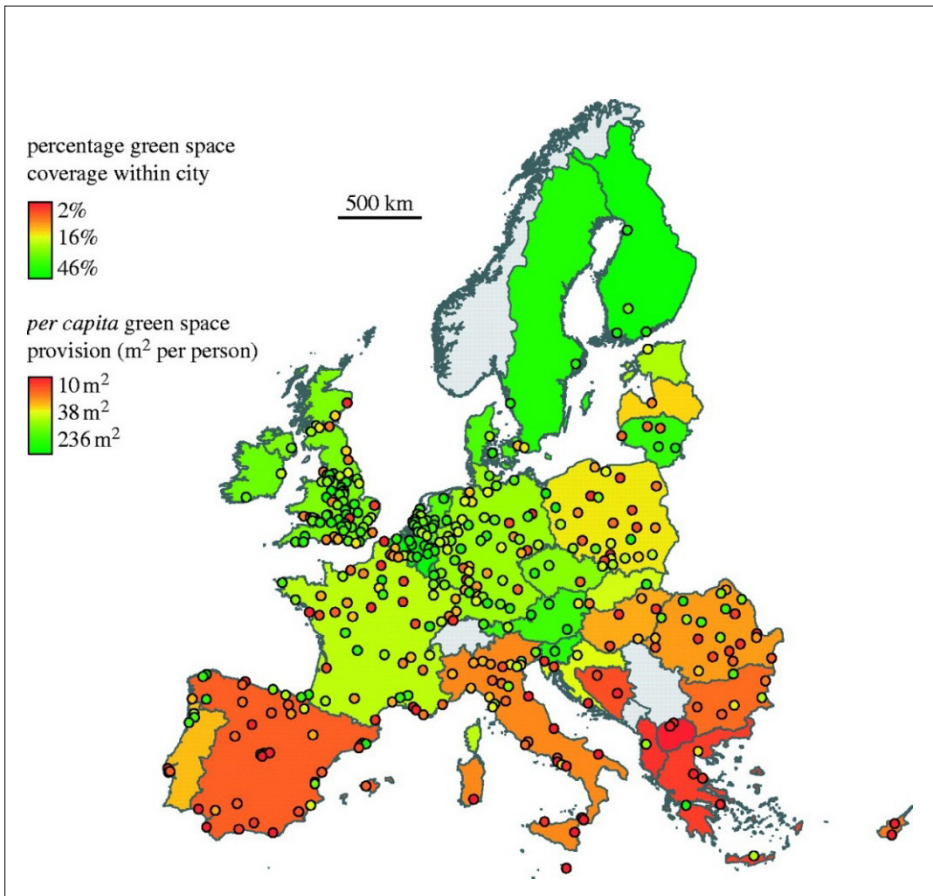 percentage green space
coverage within city
2%
16%
46%
500 km
per capita green space
provision (m² per person)
10 m²
38 m²
236 m²